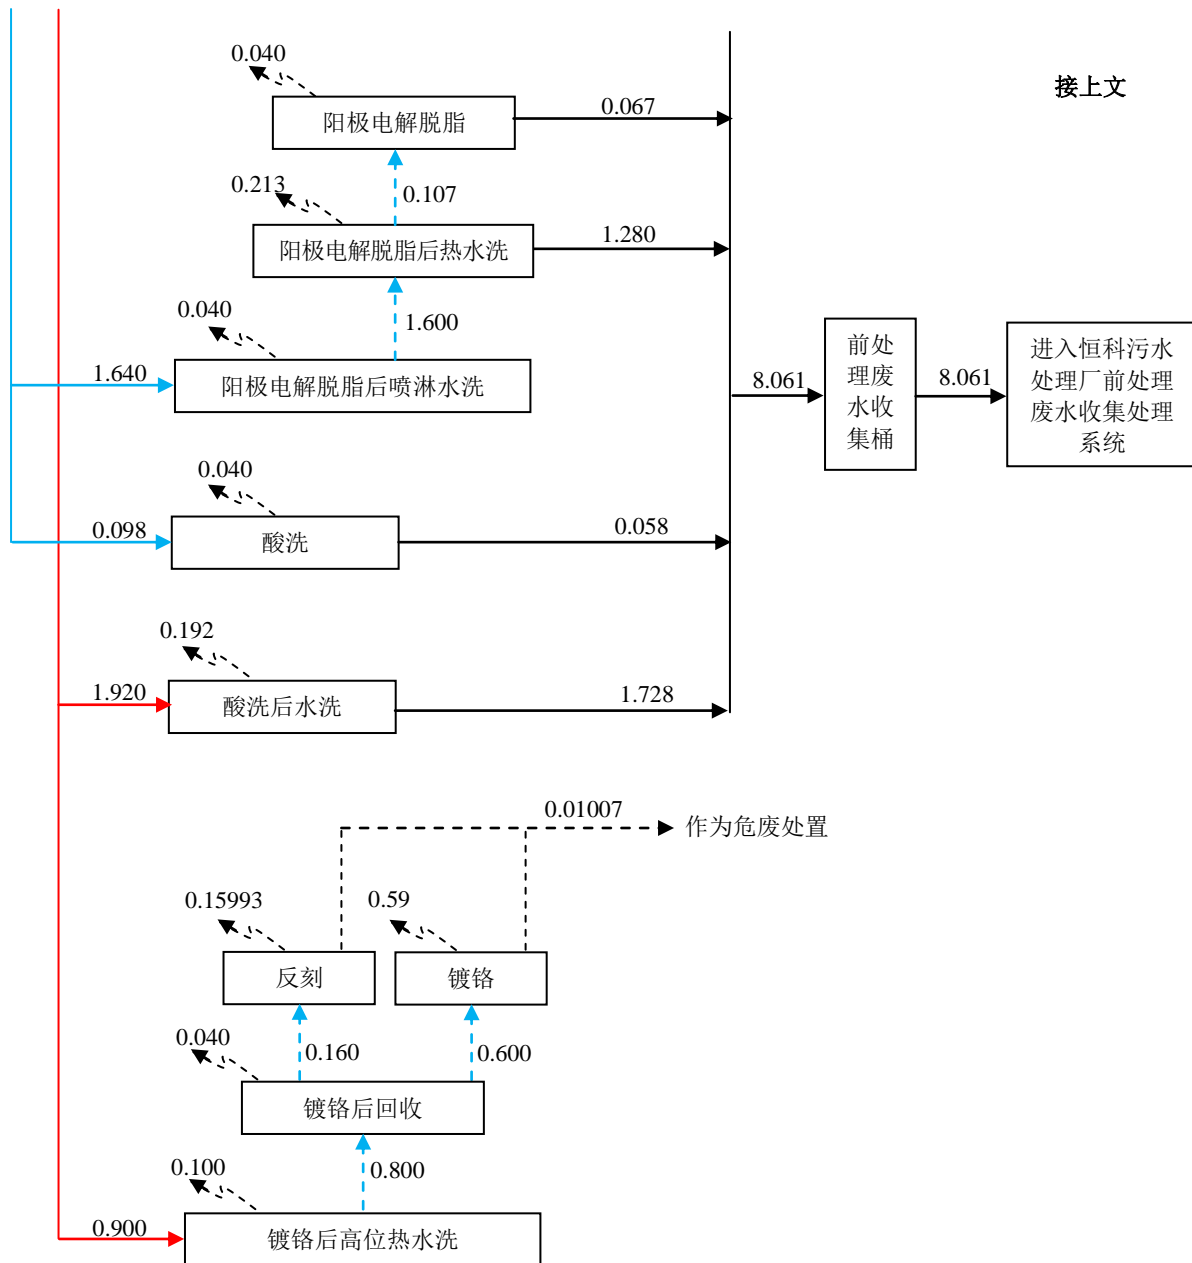 接上文
0.040
阳极电解脱脂
0.067
0.107
0.213
阳极电解脱脂后热水洗
1.280
1.600
0.040
1.640
阳极电解脱脂后喷淋水洗
8.061
前处
理废
水收
集桶
8.061
进入恒科污水
处理厂前处理
废水收集处理
系统
0.040
0.098
酸洗
0.058
0.192
1.920
酸洗后水洗
1.728
0.01007
作为危废处置
0.15993
0.59
反刻
镀铬
0.040
0.160
0.600
镀铬后回收
0.100
0.800
0.900
镀铬后高位热水洗